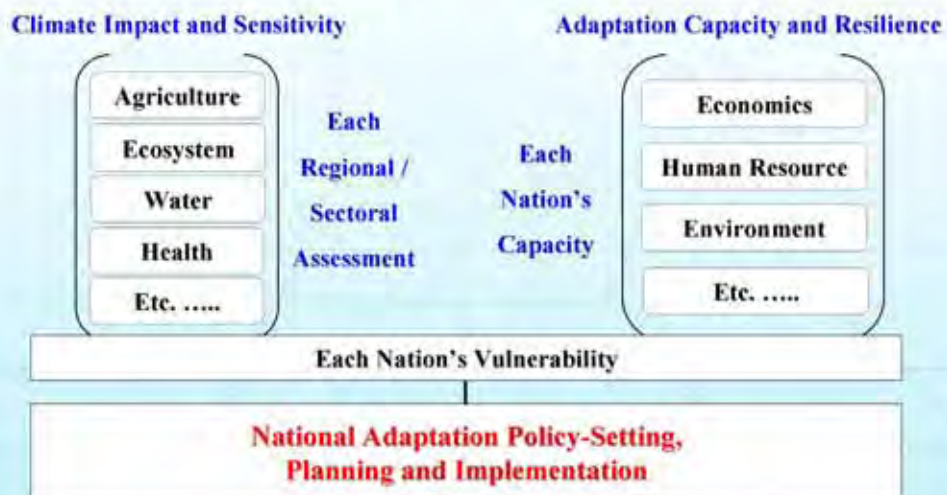 Climate Impact and Sensitivity
Agriculture
Ecosystem
Water
Health
Etc. .....
Each
Regional /
Sectoral
Assessment
Adaptation Capacity and Resilience
Each
Nation's
Capacity
Economics
Human Resource
Environment
Etc. .....
Each Nation's Vulnerability
National Adaptation Policy-Setting,
Planning and Implementation